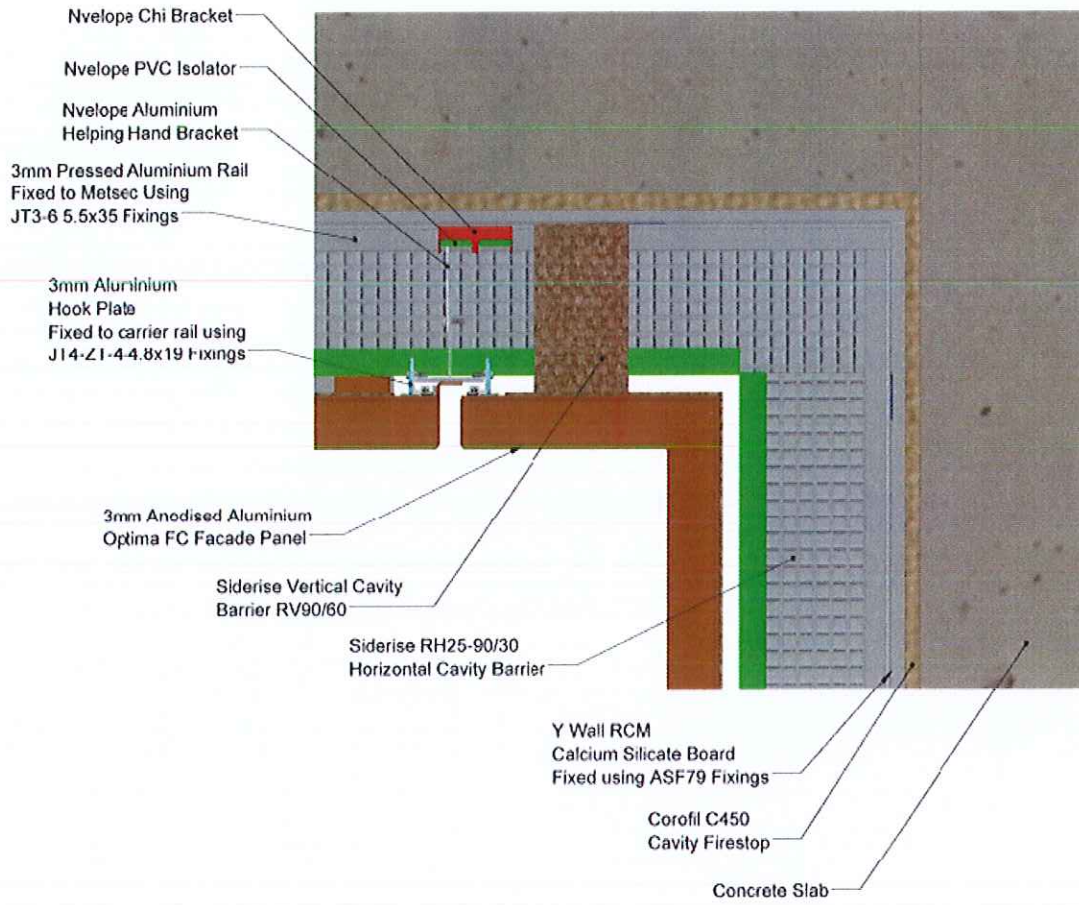 Nvelope Chi Bracket
Nvelope PVC Isolator
Nvelope Aluminium
Helping Hand Bracket
3mm Pressed Aluminium Rail
Fixed to Metsec Using
JT3-6 5.5x35 Fixings
3mm Aluminium
Hook Plate
Fixed to carrier rail using
JT4-Z1-4-4.8x19 Fixings
3mm Anodised Aluminium
Optima FC Facade Panel
Siderise Vertical Cavity
Barrier RV90/60
Siderise RH25-90/30
Horizontal Cavity Barrier
Y Wall RCM
Calcium Silicate Board
Fixed using ASF79 Fixings
Corofil C450
Cavity Firestop
Concrete Slab